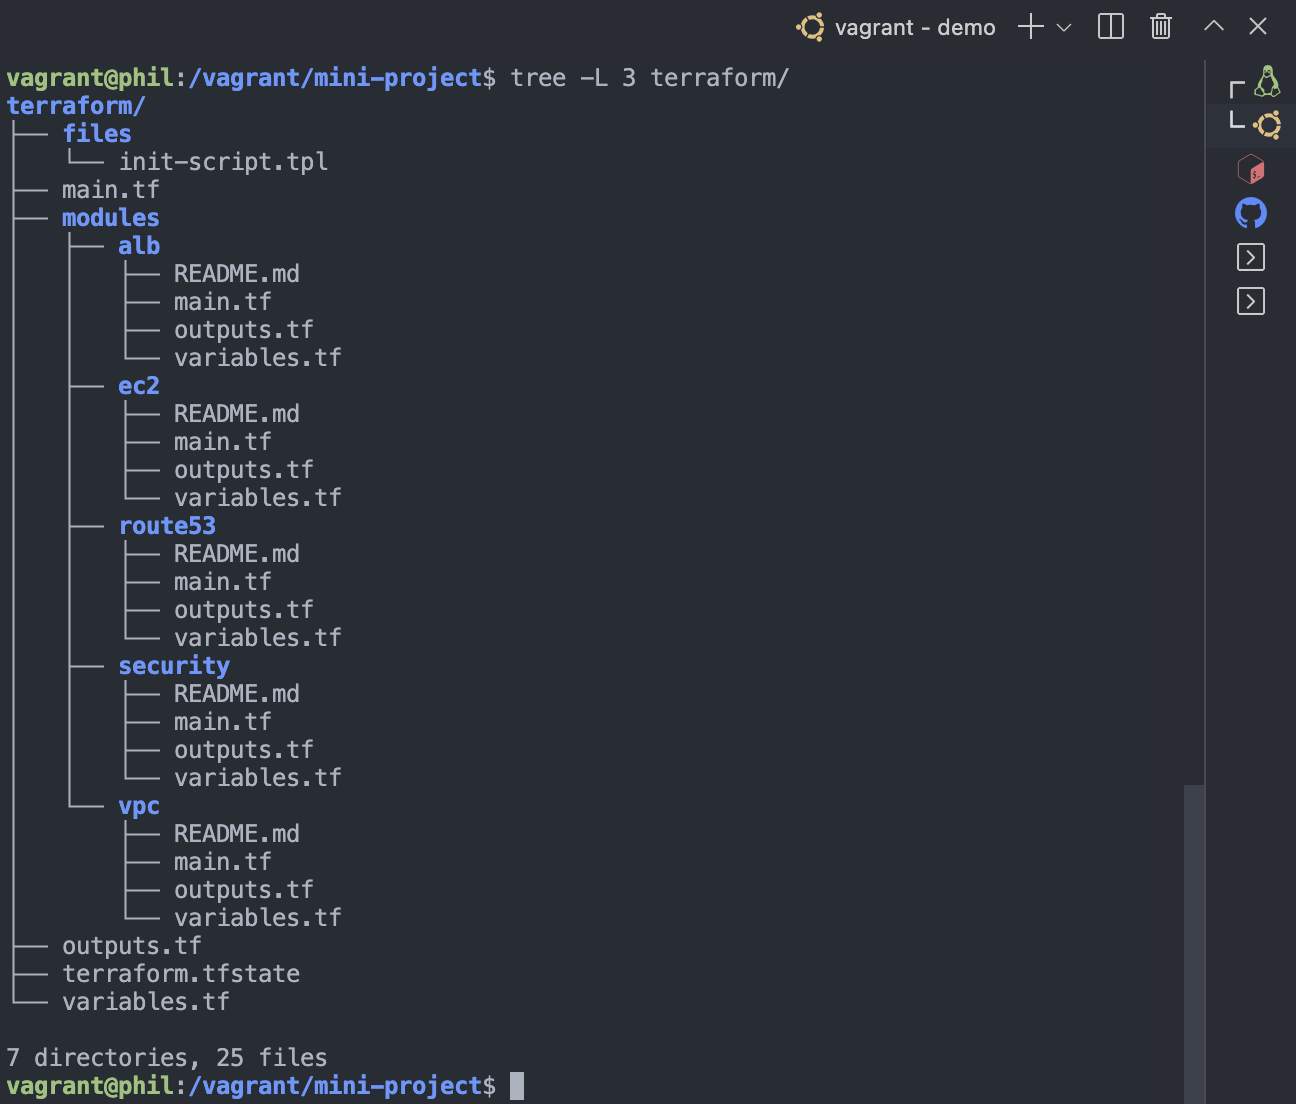 vagrant - demo
vagrant@phil:/vagrant/mini-project$ tree -L 3 terraform/
terraform/
├── files
│   └── init-script.tpl
├── main.tf
├── modules
│   ├── alb
│   │   ├── README.md
│   │   ├── main.tf
│   │   ├── outputs.tf
│   │   └── variables.tf
│   ├── ec2
│   │   ├── README.md
│   │   ├── main.tf
│   │   ├── outputs.tf
│   │   └── variables.tf
│   ├── route53
│   │   ├── README.md
│   │   ├── main.tf
│   │   ├── outputs.tf
│   │   └── variables.tf
│   ├── security
│   │   ├── README.md
│   │   ├── main.tf
│   │   ├── outputs.tf
│   │   └── variables.tf
│   └── vpc
│       ├── README.md
│       ├── main.tf
│       ├── outputs.tf
│       └── variables.tf
├── outputs.tf
├── terraform.tfstate
└── variables.tf

7 directories, 25 files
vagrant@phil:/vagrant/mini-project$